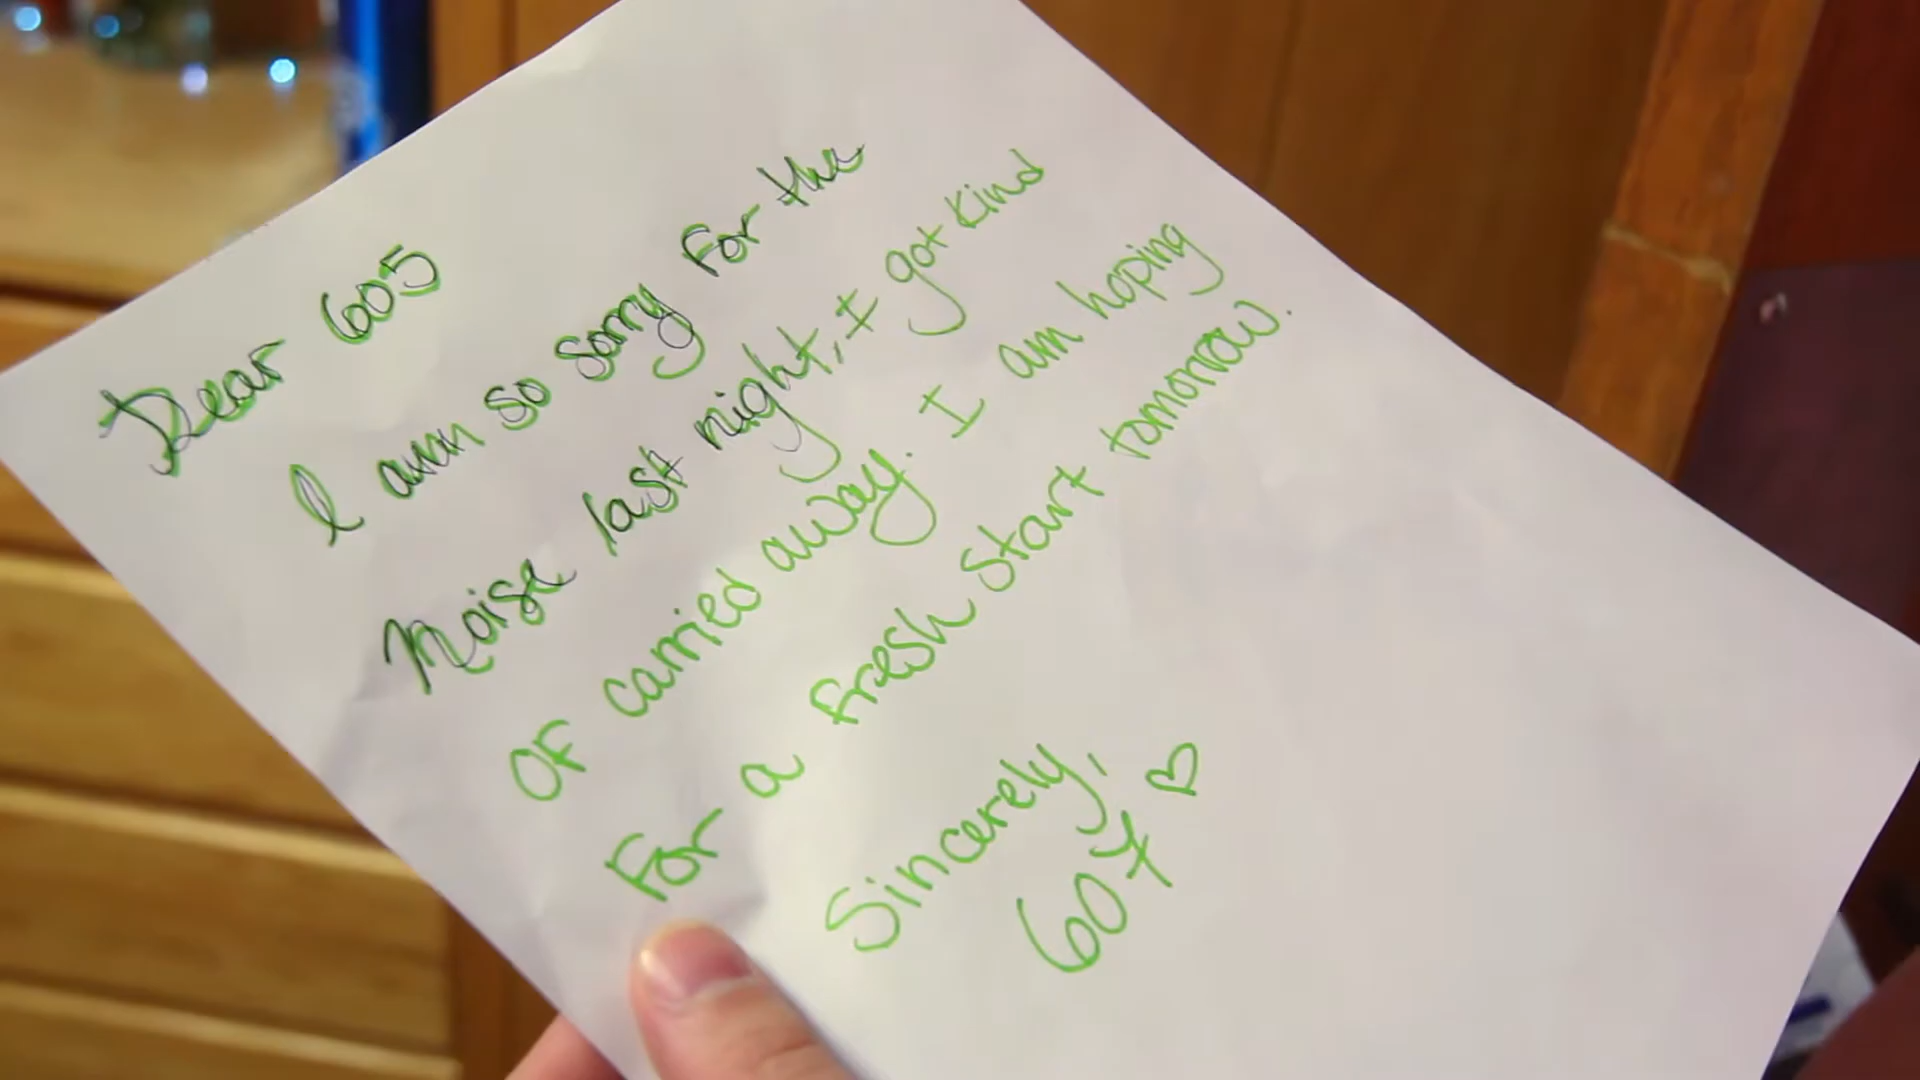 Dear 605
I am so sorry For the
Noise last night, I got kind
OF carried away. I am hoping
For a fresh start tomorrow.
Sincerely,
607 ♡